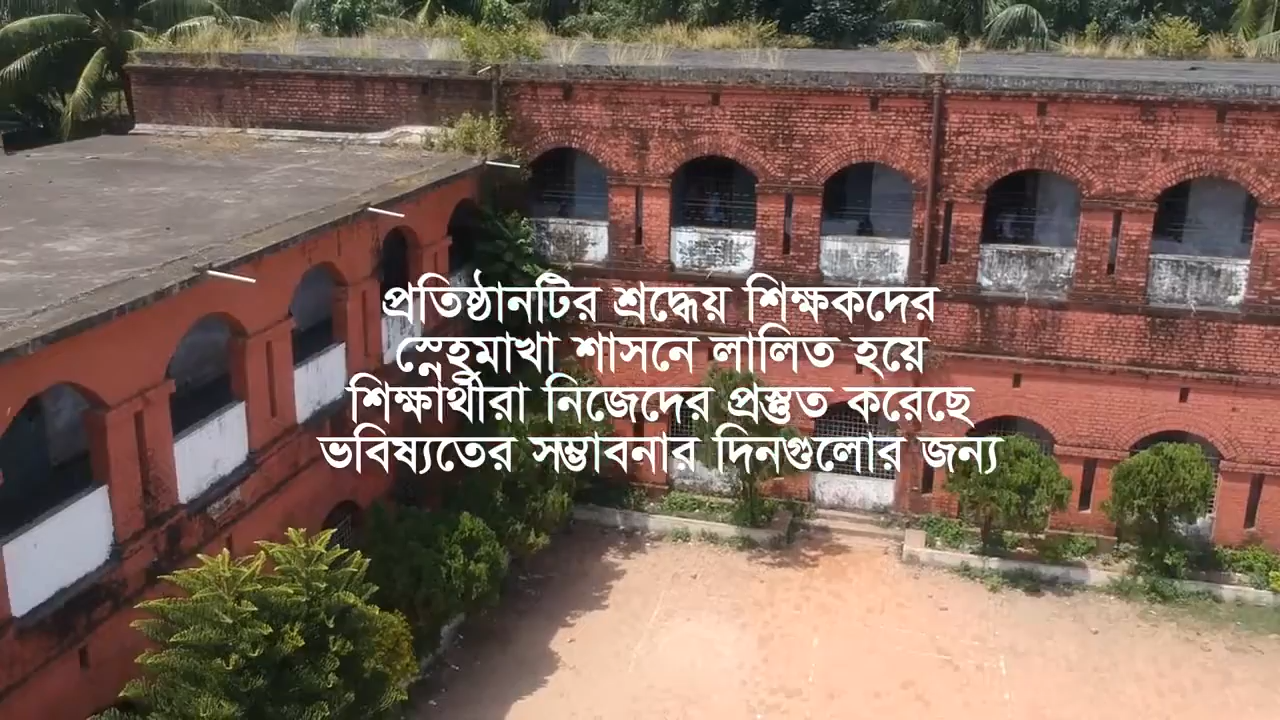 প্রতিষ্ঠানটির শ্রদ্ধেয় শিক্ষকদের
স্নেহমাখা শাসনে লালিত হয়ে
শিক্ষার্থীরা নিজেদের প্রস্তুত করেছে
ভবিষ্যতের সম্ভাবনার দিনগুলোর জন্য